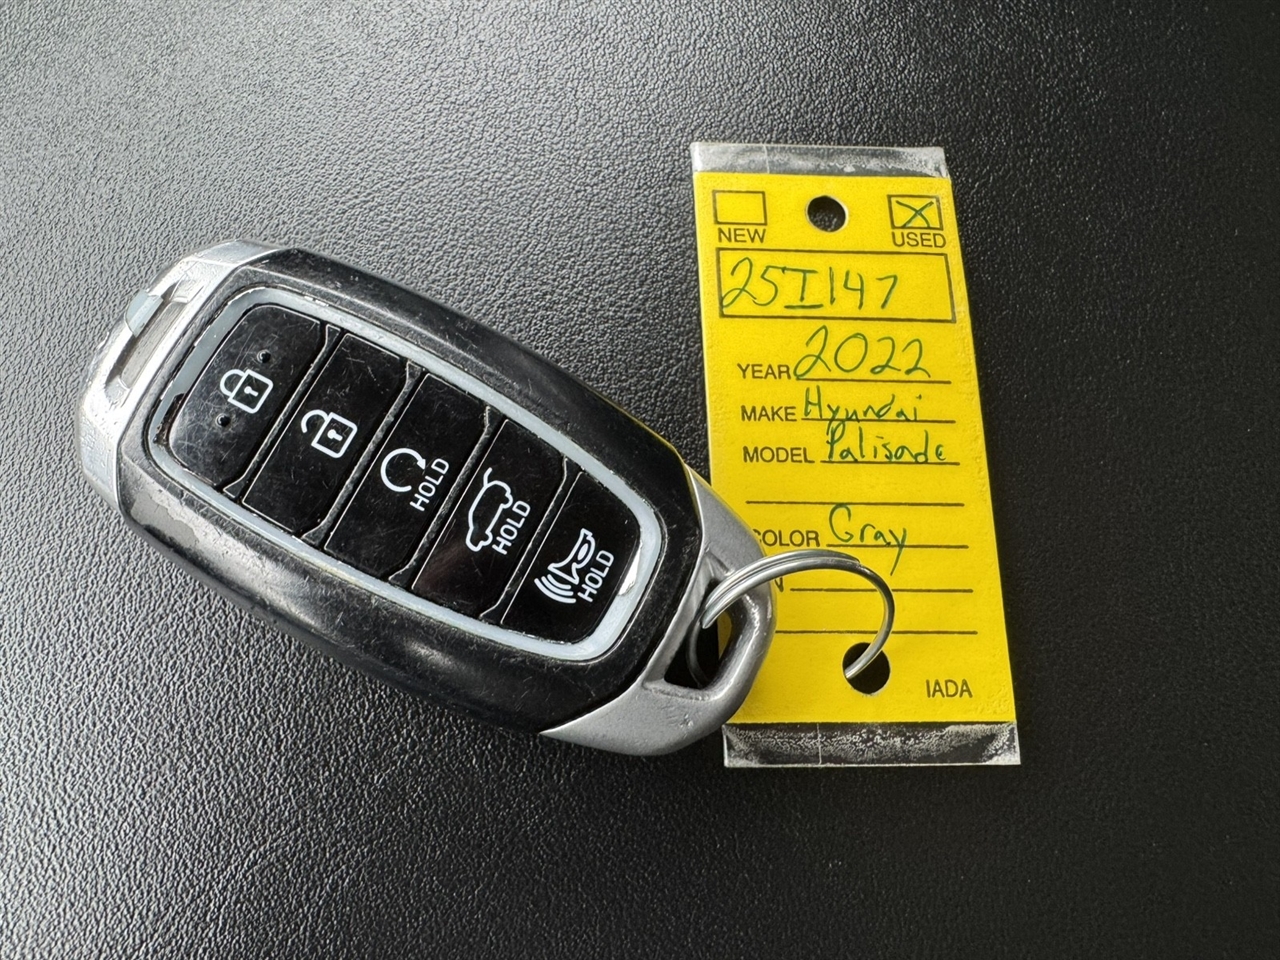 NEW
USED
25I147
YEAR 2022
MAKE Hyundai
MODEL Palisade
COLOR Gray
IADA
HOLD
HOLD
HOLD